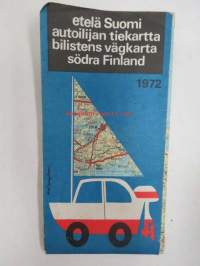 etelä Suomi
autoilijan tiekartta
bilistens vägkarta
södra Finland
1972